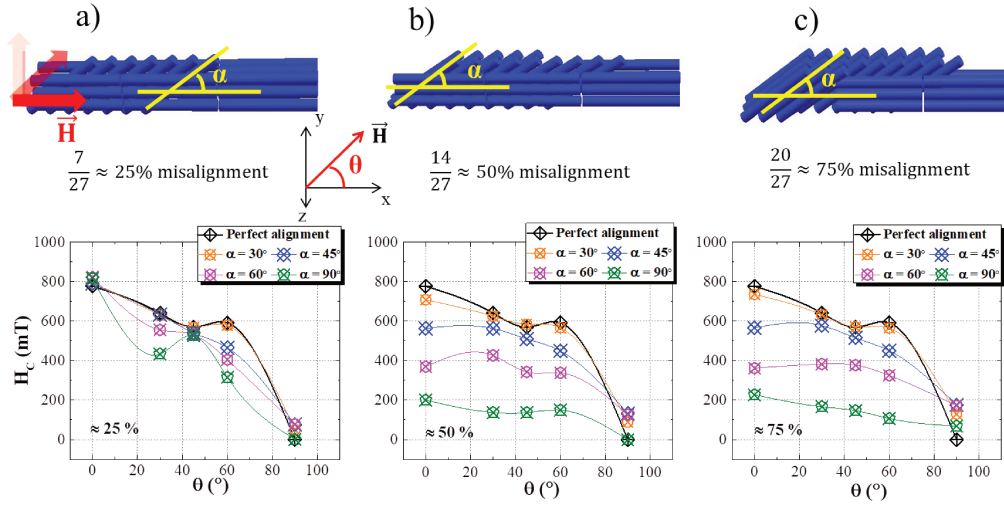 a)
b)
c)
α
α
α
H
y
H
θ
x
z
7/27 ≈ 25% misalignment
14/27 ≈ 50% misalignment
20/27 ≈ 75% misalignment
Perfect alignment
α = 30° α = 45°
α = 60° α = 90°
1000
800
600
400
200
0
H_C (mT)
≈ 25 %
0 20 40 60 80 100
θ (°)
Perfect alignment
α = 30° α = 45°
α = 60° α = 90°
1000
800
600
400
200
0
≈ 50 %
0 20 40 60 80 100
θ (°)
Perfect alignment
α = 30° α = 45°
α = 60° α = 90°
1000
800
600
400
200
0
≈ 75 %
0 20 40 60 80 100
θ (°)